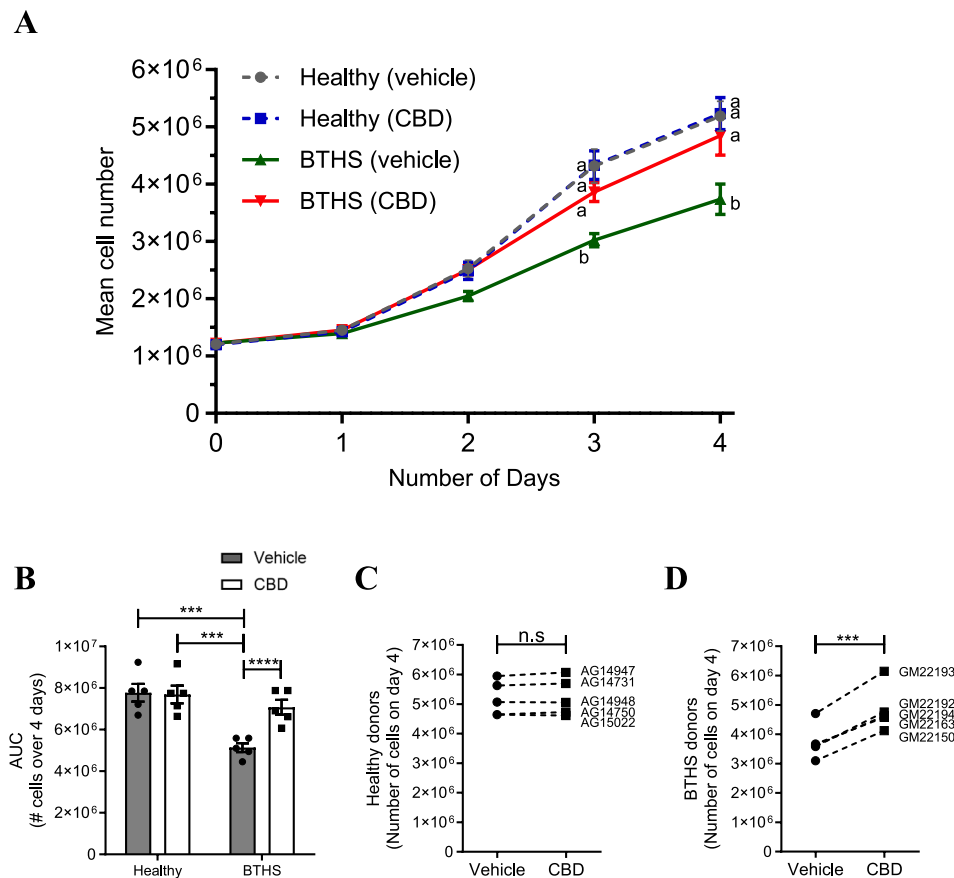 A
Mean cell number
6×10⁶
5×10⁶
4×10⁶
3×10⁶
2×10⁶
1×10⁶
0
Healthy (vehicle)
Healthy (CBD)
BTHS (vehicle)
BTHS (CBD)
a
a
a
b
a
a
a
b
0 1 2 3 4
Number of Days
B
Vehicle
CBD
***
***
****
AUC
(# cells over 4 days)
1×10⁷
8×10⁶
6×10⁶
4×10⁶
2×10⁶
0
Healthy BTHS
C
n.s
Healthy donors
(Number of cells on day 4)
7×10⁶
6×10⁶
5×10⁶
4×10⁶
3×10⁶
2×10⁶
1×10⁶
0
AG14947
AG14731
AG14948
AG14750
AG15022
Vehicle CBD
D
***
BTHS donors
(Number of cells on day 4)
7×10⁶
6×10⁶
5×10⁶
4×10⁶
3×10⁶
2×10⁶
1×10⁶
0
GM22193
GM22192
GM22194
GM22163
GM22150
Vehicle CBD